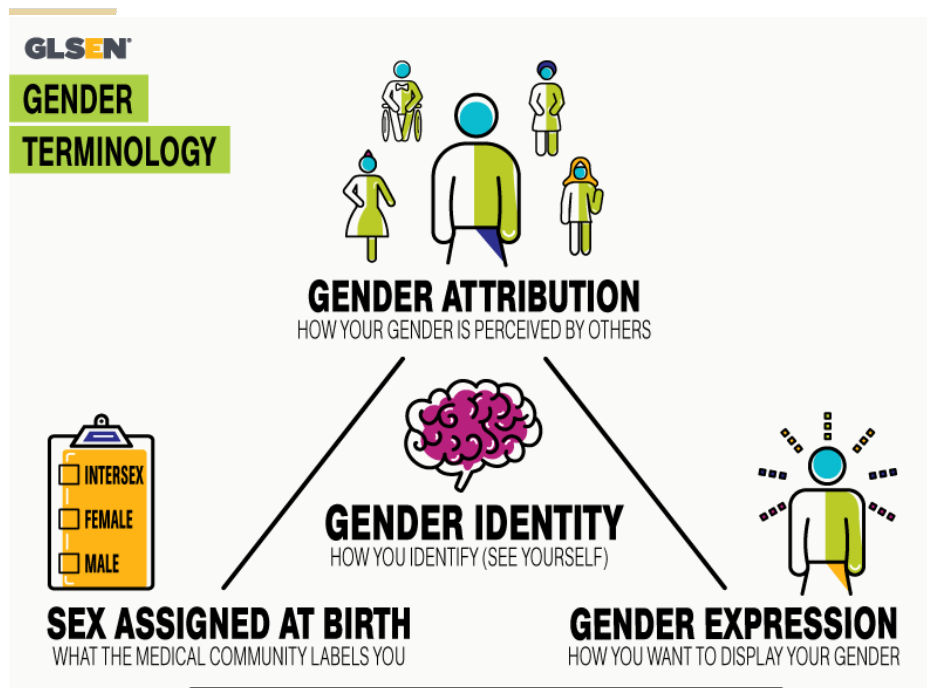 GLSEN®
GENDER
TERMINOLOGY
GENDER ATTRIBUTION
HOW YOUR GENDER IS PERCEIVED BY OTHERS
GENDER IDENTITY
HOW YOU IDENTIFY (SEE YOURSELF)
INTERSEX
FEMALE
MALE
SEX ASSIGNED AT BIRTH
WHAT THE MEDICAL COMMUNITY LABELS YOU
GENDER EXPRESSION
HOW YOU WANT TO DISPLAY YOUR GENDER